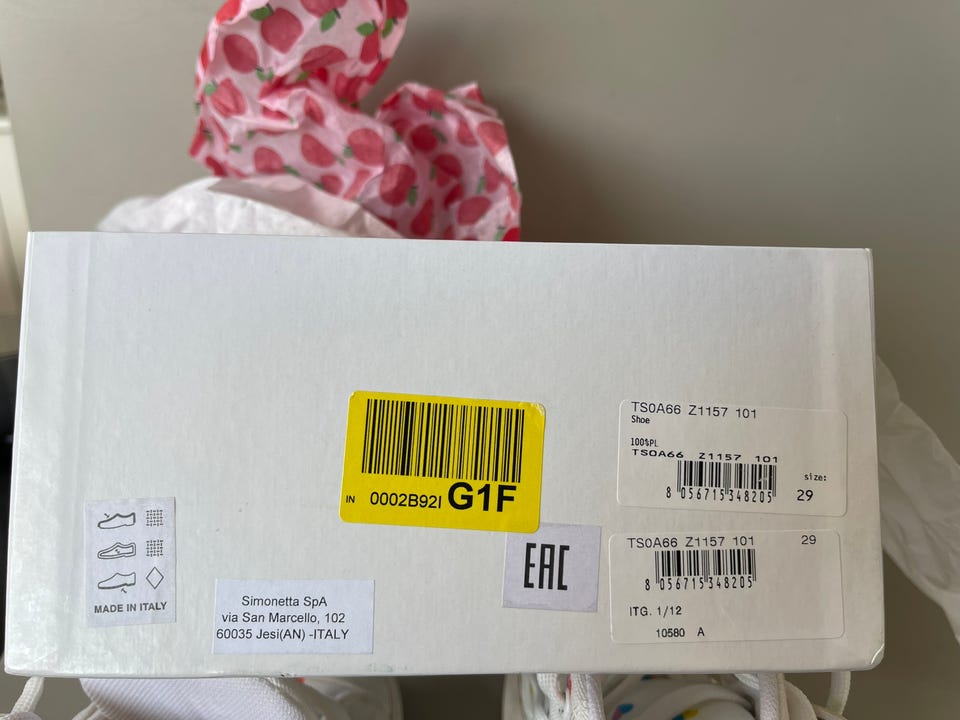 TS0A66 Z1157 101
Shoe
100%PL
TS0A66 Z1157 101
8 056715 348205
size:
29
IN 0002B92I G1F
EAC
TS0A66 Z1157 101 29
8 056715 348205
ITG. 1/12
10580 A
MADE IN ITALY
Simonetta SpA
via San Marcello, 102
60035 Jesi(AN) -ITALY